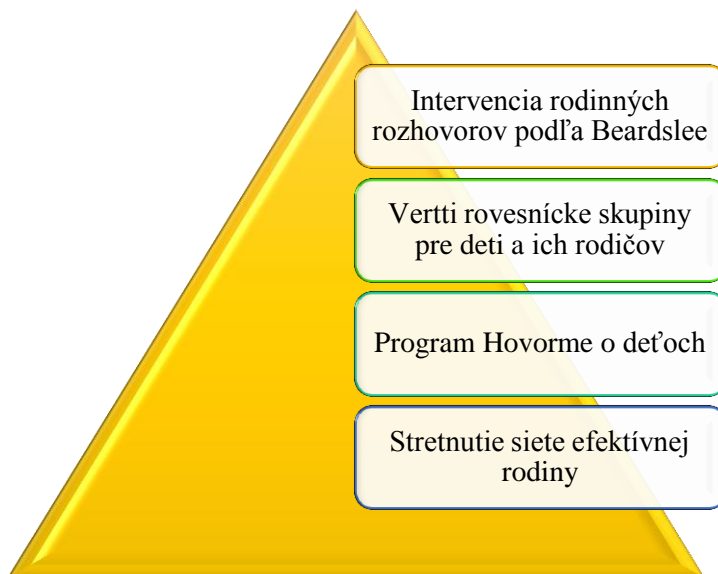 Intervencia rodinných
rozhovorov podľa Beardslee
Vertti rovesnícke skupiny
pre deti a ich rodičov
Program Hovorme o deťoch
Stretnutie siete efektívnej
rodiny